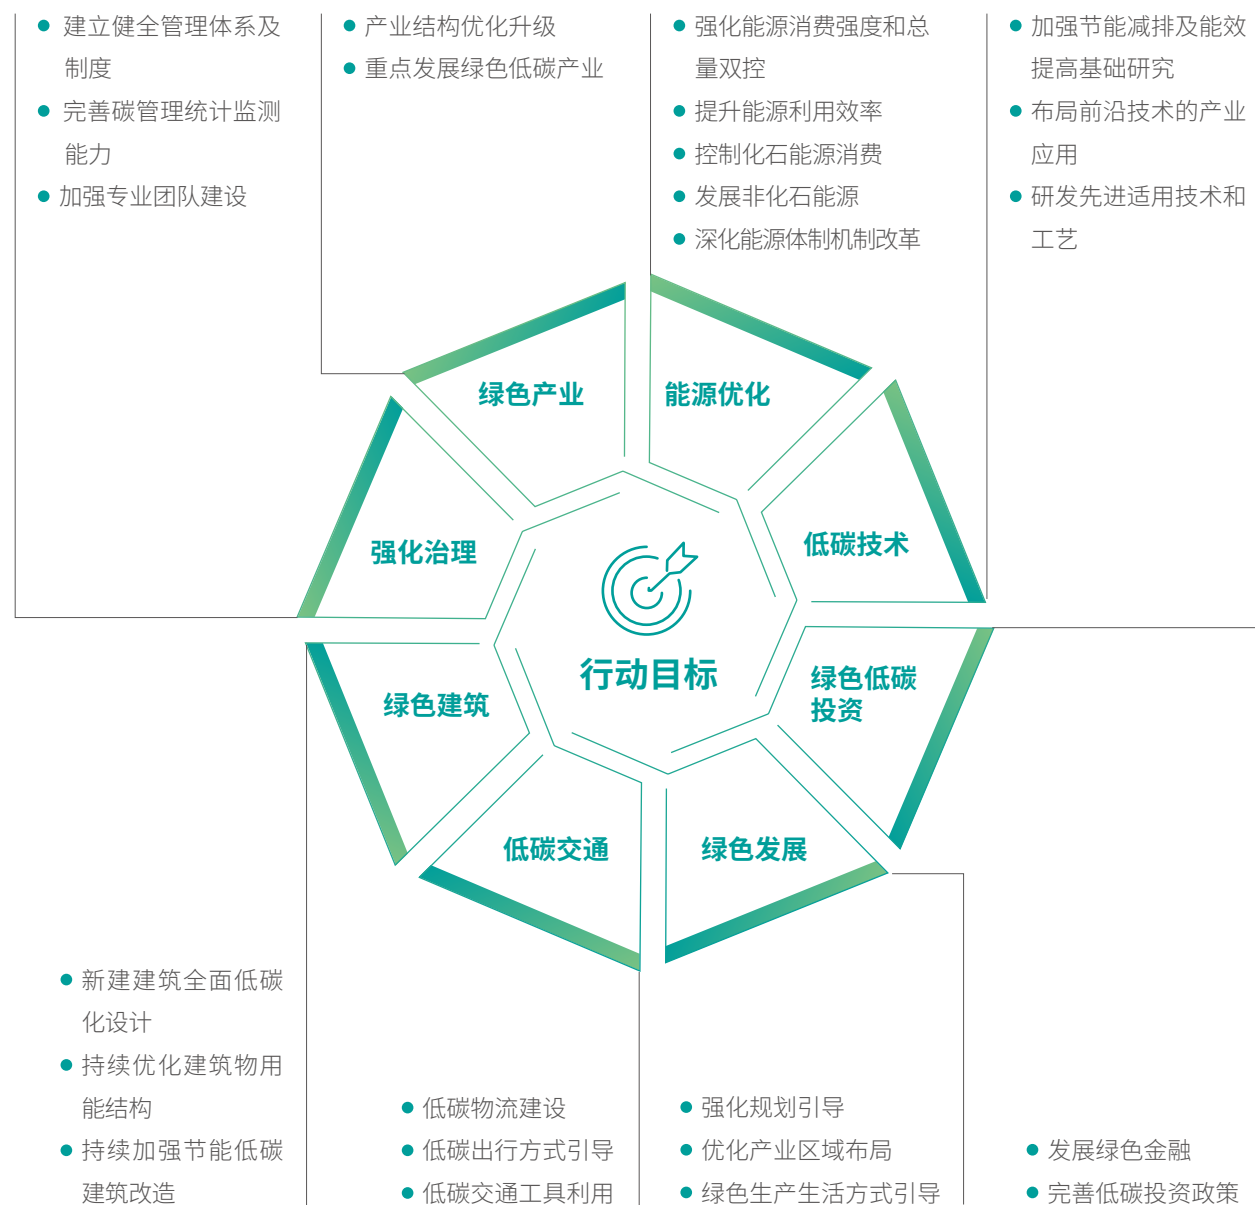 建立健全管理体系及
制度
完善碳管理统计监测
能力
加强专业团队建设
产业结构优化升级
重点发展绿色低碳产业
强化能源消费强度和总
量双控
提升能源利用效率
控制化石能源消费
发展非化石能源
深化能源体制机制改革
加强节能减排及能效
提高基础研究
布局前沿技术的产业
应用
研发先进适用技术和
工艺
绿色产业
能源优化
强化治理
低碳技术
行动目标
绿色建筑
绿色低碳
投资
低碳交通
绿色发展
新建建筑全面低碳
化设计
持续优化建筑物用
能结构
持续加强节能低碳
建筑改造
低碳物流建设
低碳出行方式引导
低碳交通工具利用
强化规划引导
优化产业区域布局
绿色生产生活方式引导
发展绿色金融
完善低碳投资政策